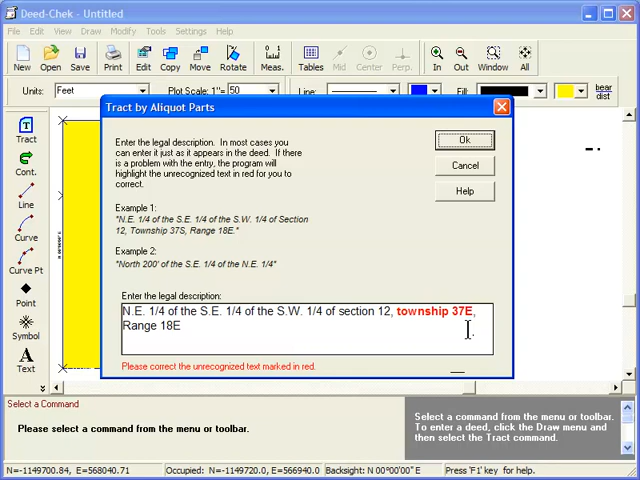 Deed-Chek - Untitled
File Edit View Draw Modify Tools Settings Help
New Open Save Print Edit Copy Move Rotate Meas. Tables Mid Center Perp. In Out Window All
Units: Feet Plot Scale: 1"= 50 Line: Fill: bear dist
Tract
Cont.
Line
Curve
Curve Pt
Point
Symbol
Text
Tract by Aliquot Parts
Enter the legal description. In most cases you
can enter it just as it appears in the deed. If there
is a problem with the entry, the program will
highlight the unrecognized text in red for you to
correct.
Ok
Cancel
Help
Example 1:
"N.E. 1/4 of the S.E. 1/4 of the S.W. 1/4 of Section
12, Township 37S, Range 18E."
Example 2:
"North 200' of the S.E. 1/4 of the N.E. 1/4"
Enter the legal description:
N.E. 1/4 of the S.E. 1/4 of the S.W. 1/4 of section 12, township 37E,
Range 18E
Please correct the unrecognized text marked in red.
Select a Command
Please select a command from the menu or toolbar.
Select a command from the menu or toolbar.
To enter a deed, click the Draw menu and
then select the Tract command.
N=-1149700.84, E=568040.71 Occupied: N=-1149720.0, E=566940.0 Backsight: N 00°00'00" E Press 'F1' key for help.